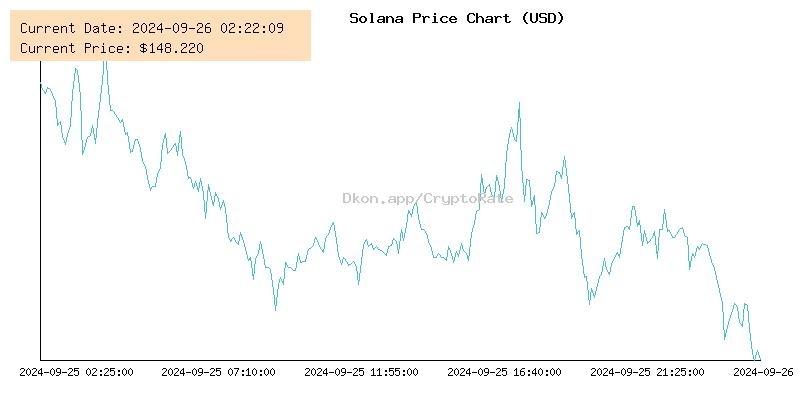 Solana Price Chart (USD)
Current Date: 2024-09-26 02:22:09
Current Price: $148.220
Dkon.app/CryptoRate
2024-09-25 02:25:00 2024-09-25 07:10:00 2024-09-25 11:55:00 2024-09-25 16:40:00 2024-09-25 21:25:00 2024-09-26